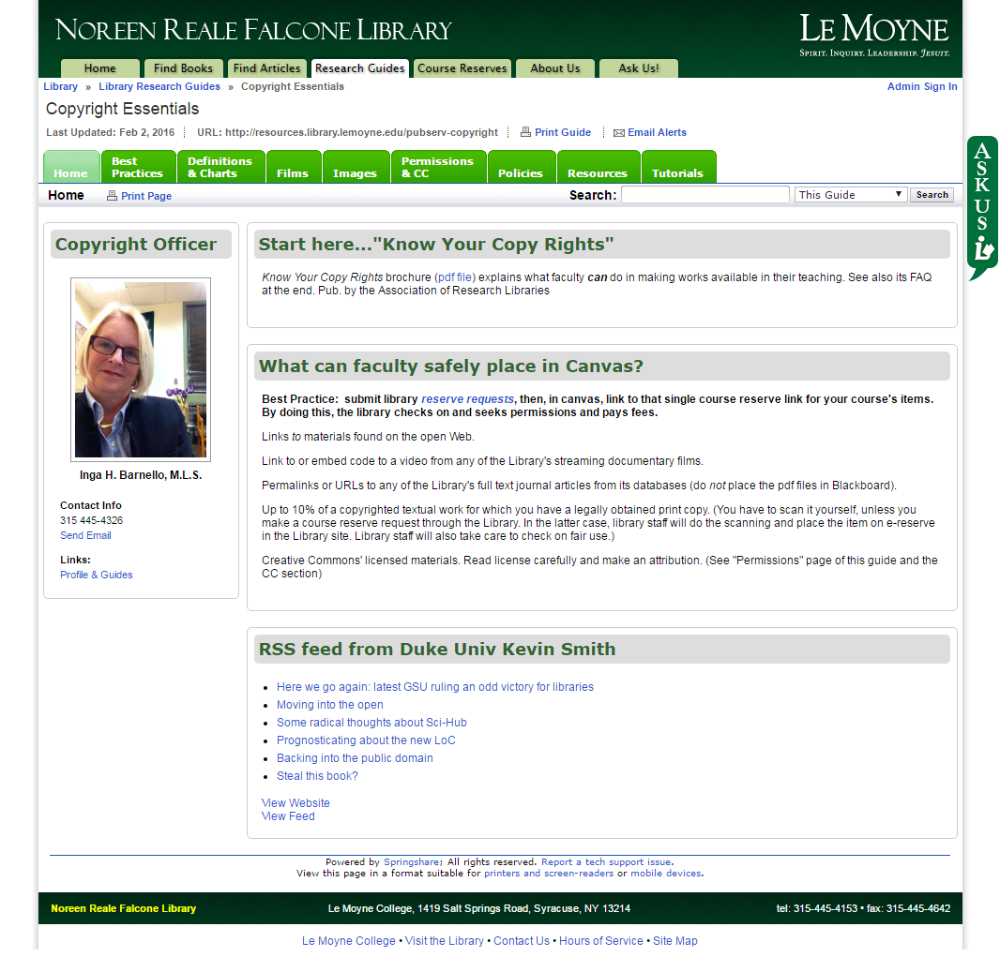 NOREEN REALE FALCONE LIBRARY
LE MOYNE
SPIRIT. INQUIRY. LEADERSHIP. JESUIT.
Home Find Books Find Articles Research Guides Course Reserves About Us Ask Us!
Library » Library Research Guides » Copyright Essentials Admin Sign In
Copyright Essentials
Last Updated: Feb 2, 2016 URL: http://resources.library.lemoyne.edu/pubserv-copyright Print Guide Email Alerts
Home
Best
Practices
Definitions
& Charts
Films
Images
Permissions
& CC
Policies
Resources
Tutorials
Home Print Page Search: This Guide Search
ASK US
Copyright Officer
Inga H. Barnello, M.L.S.
Contact Info
315 445-4326
Send Email
Links:
Profile & Guides
Start here..."Know Your Copy Rights"
Know Your Copy Rights brochure (pdf file) explains what faculty can do in making works available in their teaching. See also its FAQ
at the end. Pub. by the Association of Research Libraries
What can faculty safely place in Canvas?
Best Practice: submit library reserve requests, then, in canvas, link to that single course reserve link for your course's items.
By doing this, the library checks on and seeks permissions and pays fees.
Links to materials found on the open Web.
Link to or embed code to a video from any of the Library's streaming documentary films.
Permalinks or URLs to any of the Library's full text journal articles from its databases (do not place the pdf files in Blackboard).
Up to 10% of a copyrighted textual work for which you have a legally obtained print copy. (You have to scan it yourself, unless you
make a course reserve request through the Library. In the latter case, library staff will do the scanning and place the item on e-reserve
in the Library site. Library staff will also take care to check on fair use.)
Creative Commons' licensed materials. Read license carefully and make an attribution. (See "Permissions" page of this guide and the
CC section)
RSS feed from Duke Univ Kevin Smith
Here we go again: latest GSU ruling an odd victory for libraries
Moving into the open
Some radical thoughts about Sci-Hub
Prognosticating about the new LoC
Backing into the public domain
Steal this book?
View Website
View Feed
Powered by Springshare; All rights reserved. Report a tech support issue.
View this page in a format suitable for printers and screen-readers or mobile devices.
Noreen Reale Falcone Library Le Moyne College, 1419 Salt Springs Road, Syracuse, NY 13214 tel: 315-445-4153 • fax: 315-445-4642
Le Moyne College • Visit the Library • Contact Us • Hours of Service • Site Map